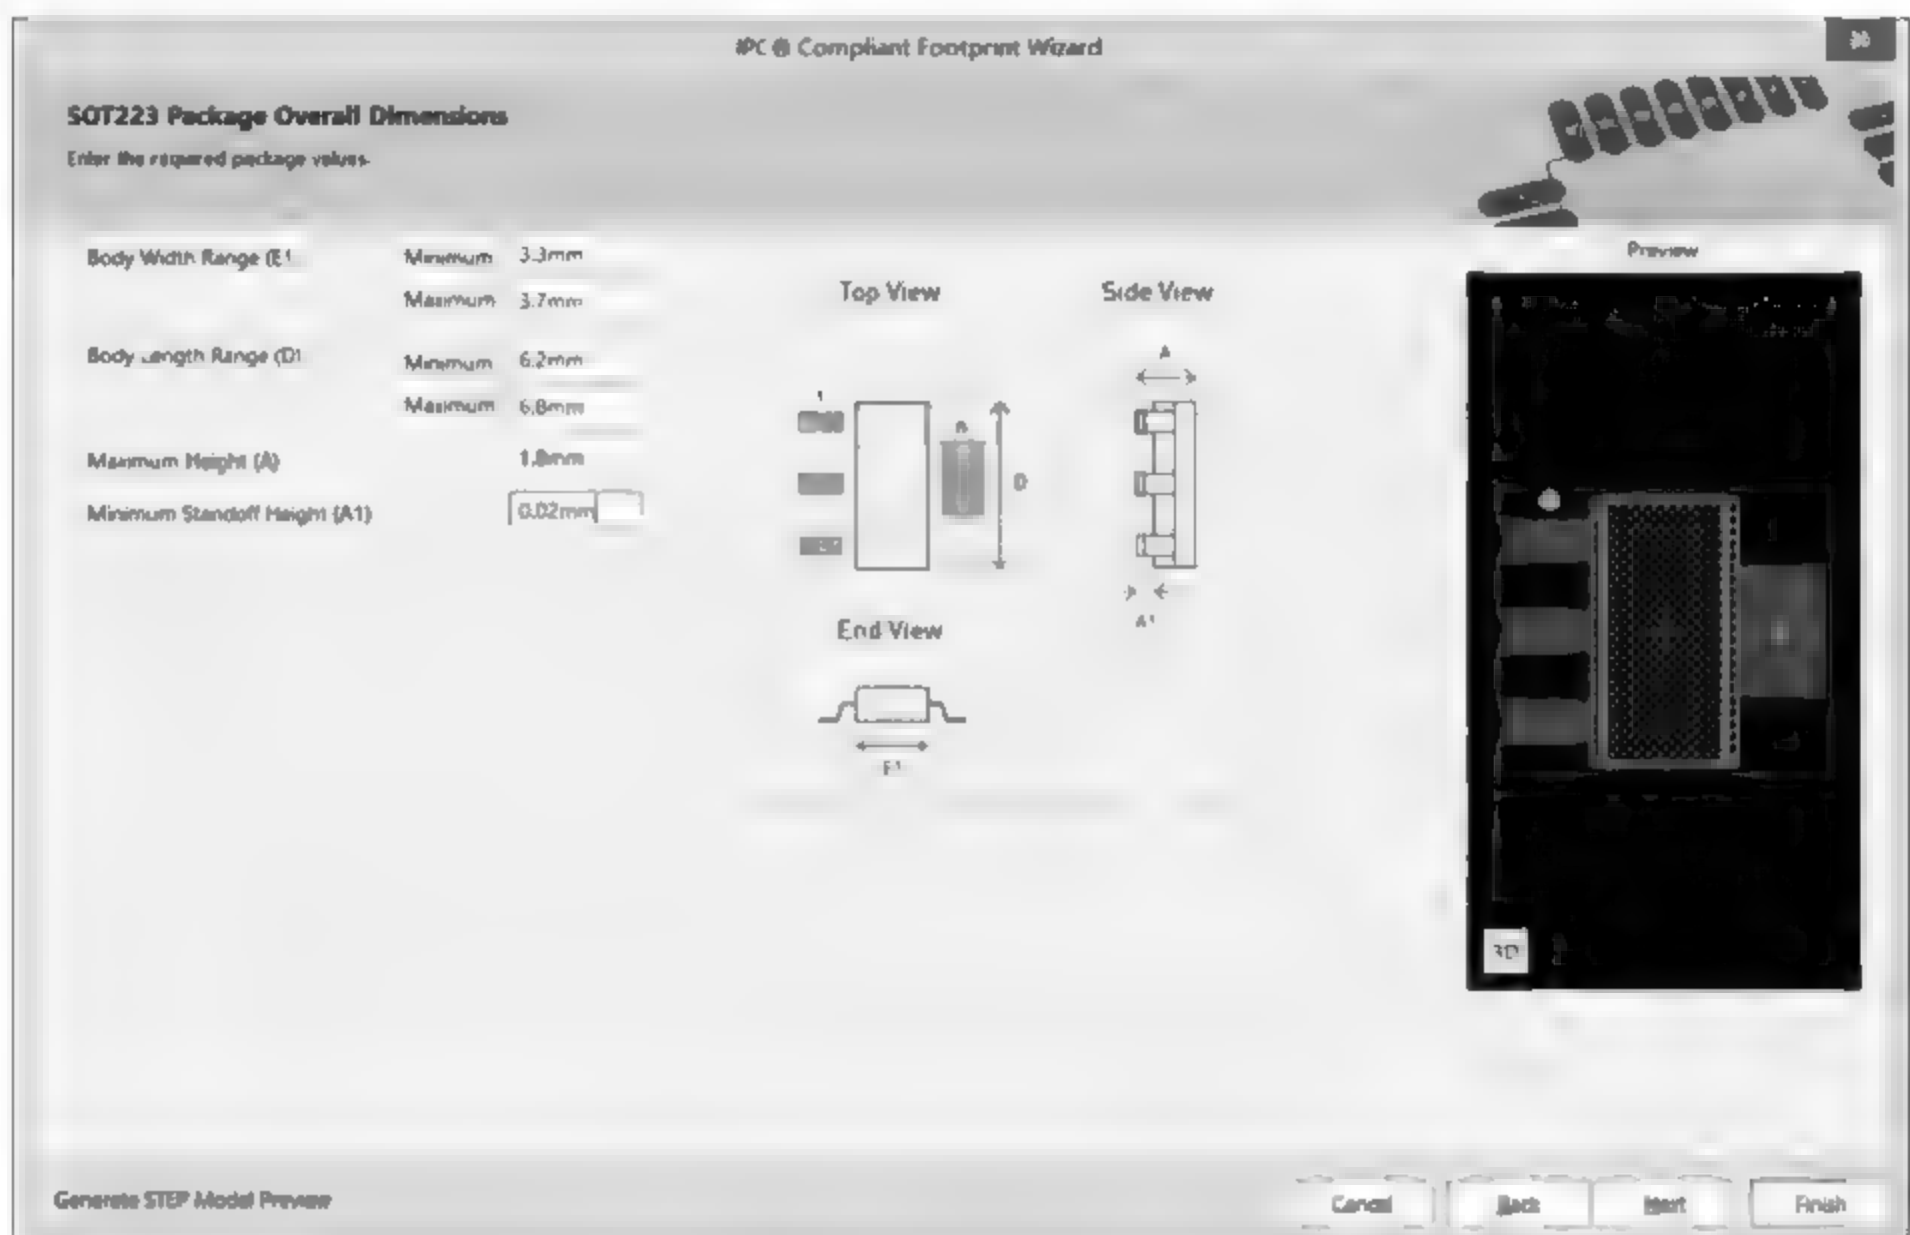 IPC® Compliant Footprint Wizard
SOT223 Package Overall Dimensions
Enter the required package values.
Body Width Range (E1
Minimum 3.3mm
Maximum 3.7mm
Body Length Range (D)
Minimum 6.2mm
Maximum 6.8mm
Maximum Height (A) 1.8mm
Minimum Standoff Height (A1) 0.02mm
Top View
Side View
A
1
D
A1
End View
E1
Preview
3D
Generate STEP Model Preview
Cancel
Back
Next
Finish